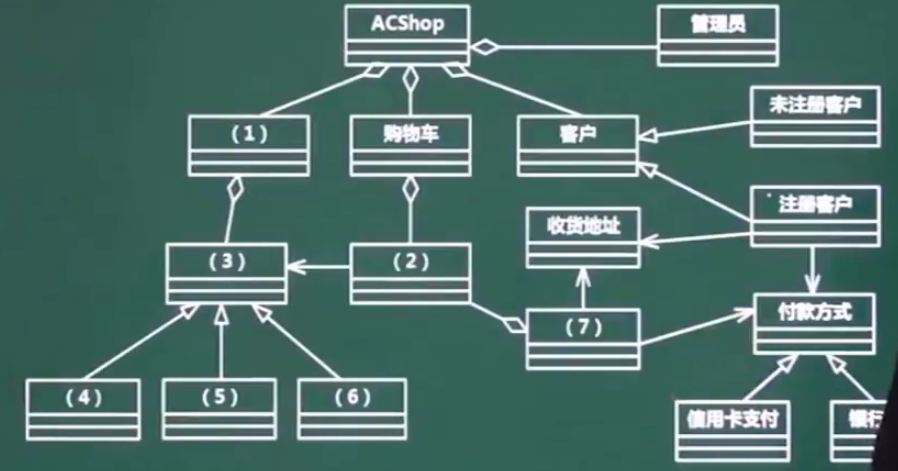 ACShop
管理员
(1)
购物车
客户
未注册客户
注册客户
收货地址
(3)
(2)
(7)
付款方式
(4)
(5)
(6)
信用卡支付
银行